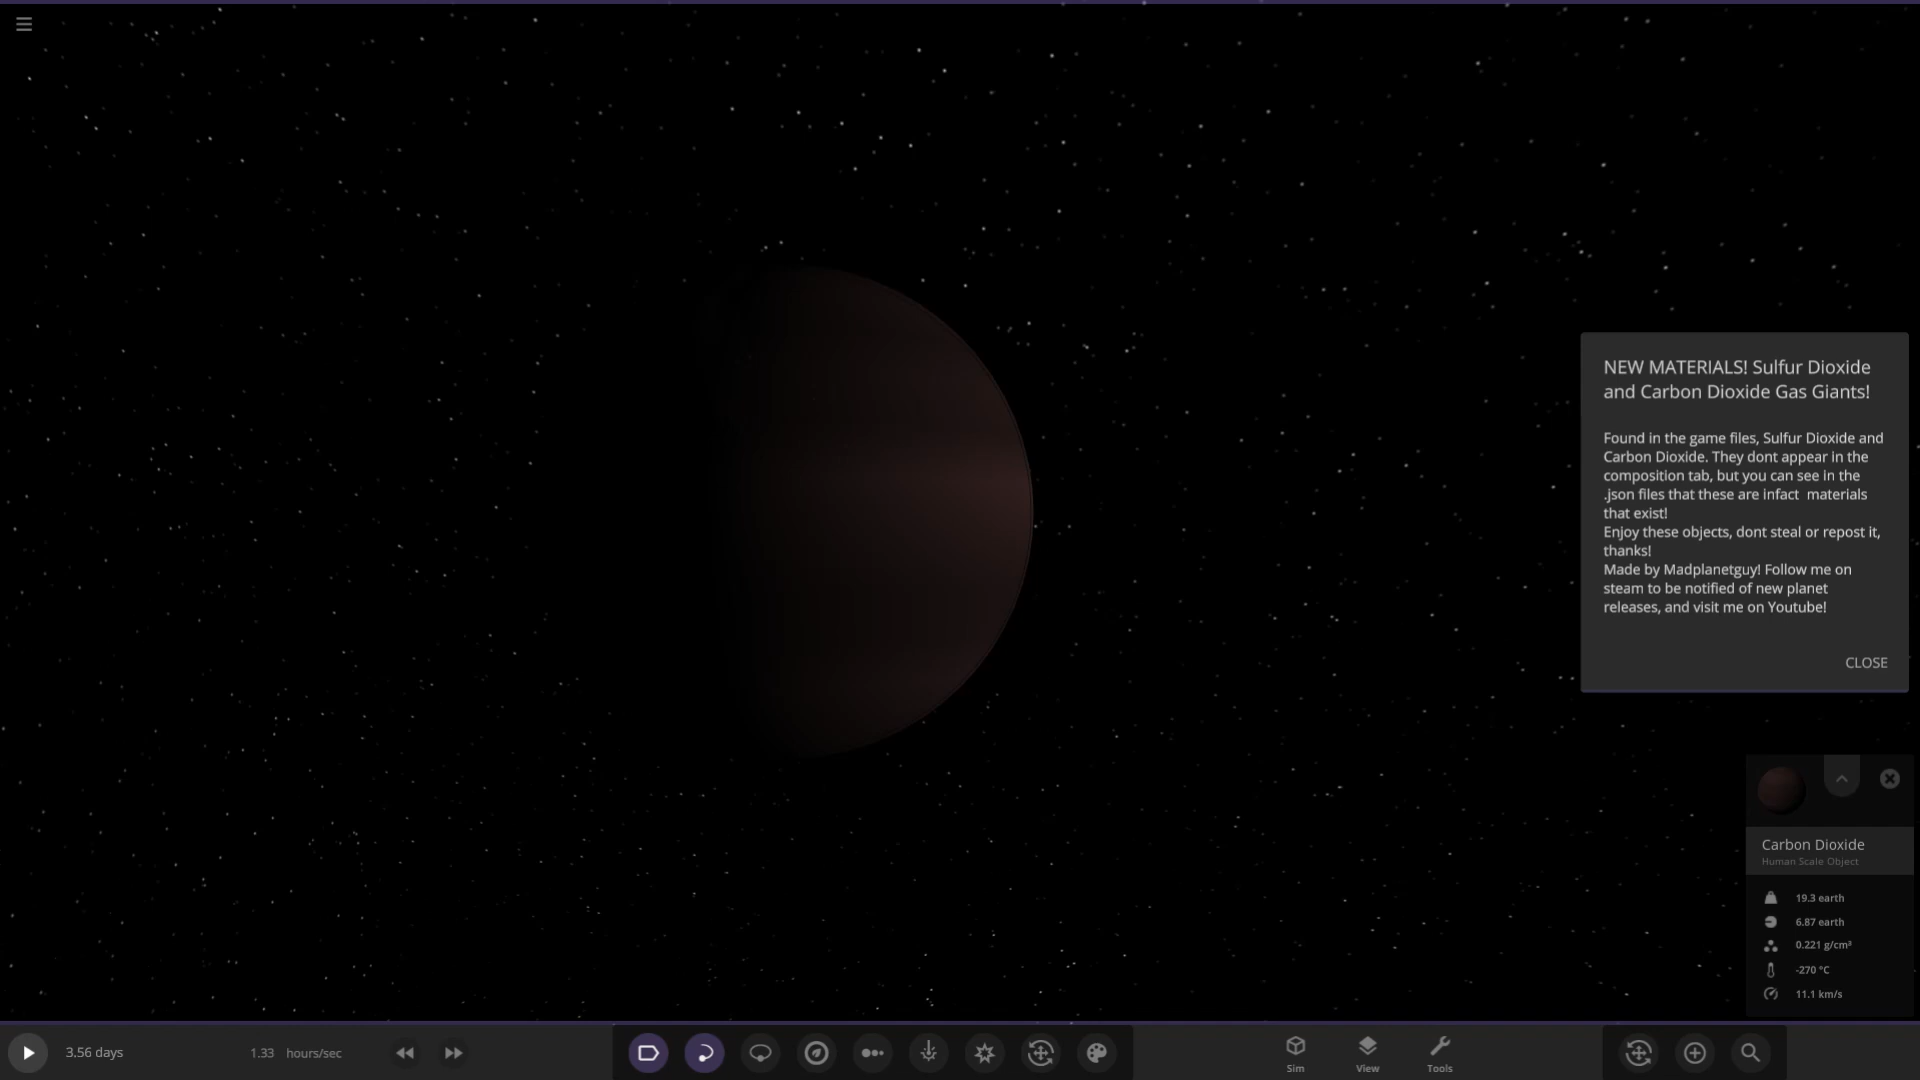 NEW MATERIALS! Sulfur Dioxide
and Carbon Dioxide Gas Giants!
Found in the game files, Sulfur Dioxide and
Carbon Dioxide. They dont appear in the
composition tab, but you can see in the
.json files that these are infact  materials
that exist!
Enjoy these objects, dont steal or repost it,
thanks!
Made by Madplanetguy! Follow me on
steam to be notified of new planet
releases, and visit me on Youtube!
CLOSE
Carbon Dioxide
Human Scale Object
19.3 earth
6.87 earth
0.221 g/cm³
-270 °C
11.1 km/s
3.56 days
1.33 hours/sec
Sim
View
Tools